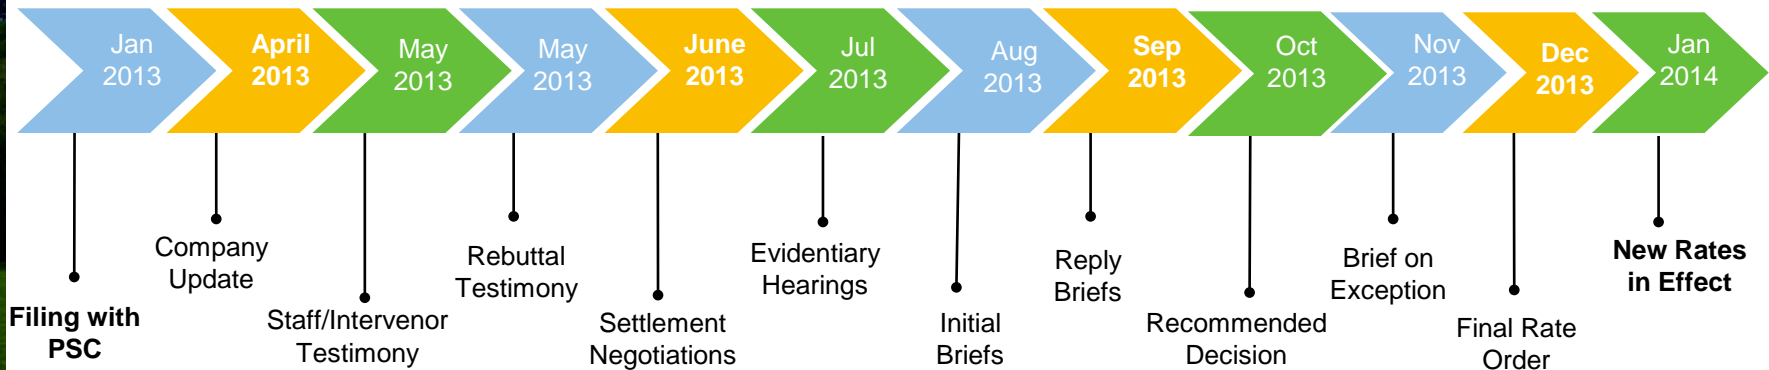 Jan
2013
April
2013
May
2013
May
2013
June
2013
Jul
2013
Aug
2013
Sep
2013
Oct
2013
Nov
2013
Dec
2013
Jan
2014
Filing with
PSC
Company
Update
Staff/Intervenor
Testimony
Rebuttal
Testimony
Settlement
Negotiations
Evidentiary
Hearings
Initial
Briefs
Reply
Briefs
Recommended
Decision
Brief on
Exception
Final Rate
Order
New Rates
in Effect